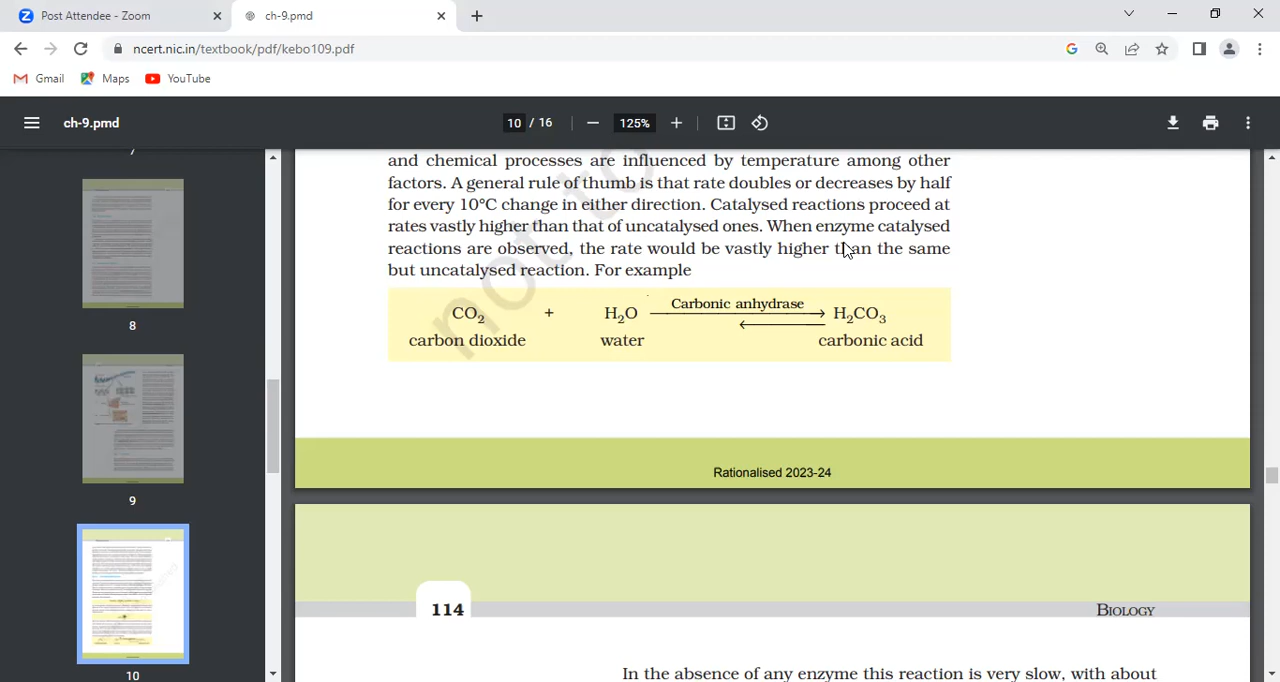 Post Attendee - Zoom
ch-9.pmd
ncert.nic.in/textbook/pdf/kebo109.pdf
Gmail Maps YouTube
ch-9.pmd 10 / 16 125%
7
8
9
10
not to
and chemical processes are influenced by temperature among other
factors. A general rule of thumb is that rate doubles or decreases by half
for every 10°C change in either direction. Catalysed reactions proceed at
rates vastly higher than that of uncatalysed ones. When enzyme catalysed
reactions are observed, the rate would be vastly higher than the same
but uncatalysed reaction. For example
Carbonic anhydrase
CO₂ + H₂O H₂CO₃
carbon dioxide water carbonic acid
Rationalised 2023-24
114 BIOLOGY
In the absence of any enzyme this reaction is very slow, with about